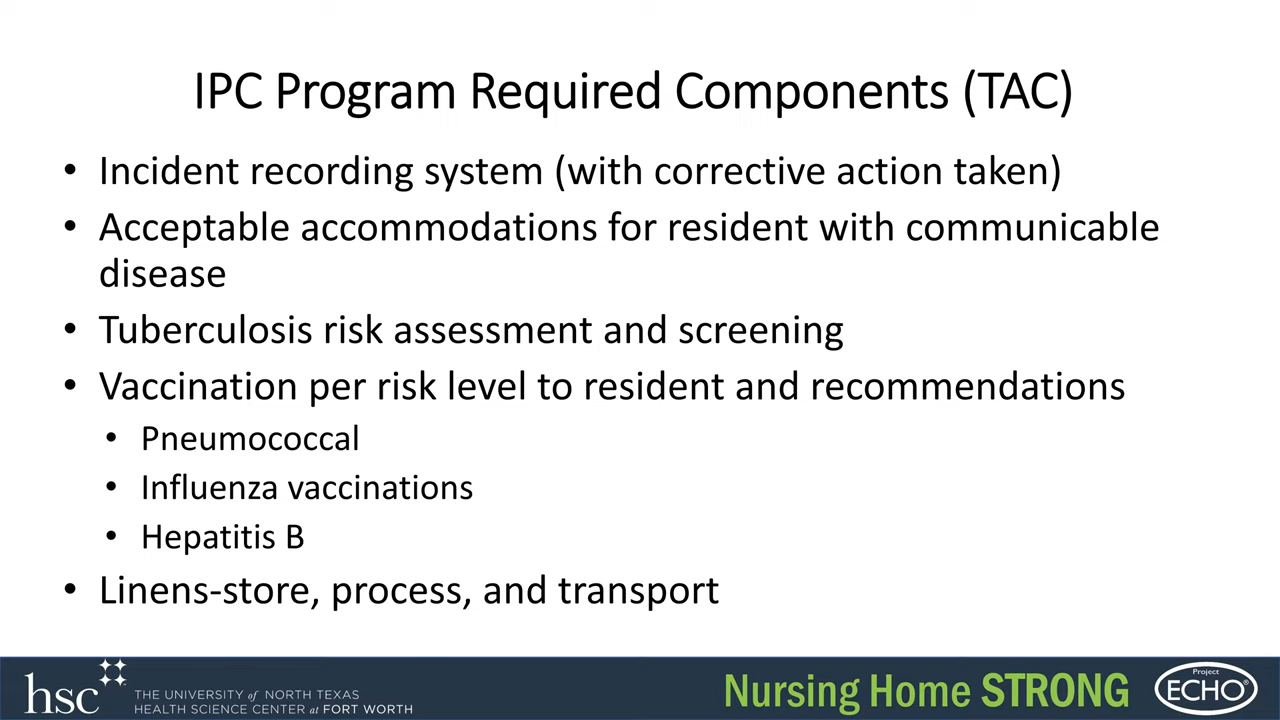 IPC Program Required Components (TAC)
• Incident recording system (with corrective action taken)
• Acceptable accommodations for resident with communicable
disease
• Tuberculosis risk assessment and screening
• Vaccination per risk level to resident and recommendations
• Pneumococcal
• Influenza vaccinations
• Hepatitis B
• Linens-store, process, and transport
hsc
THE UNIVERSITY of NORTH TEXAS
HEALTH SCIENCE CENTER at FORT WORTH
Nursing Home STRONG
Project
ECHO®